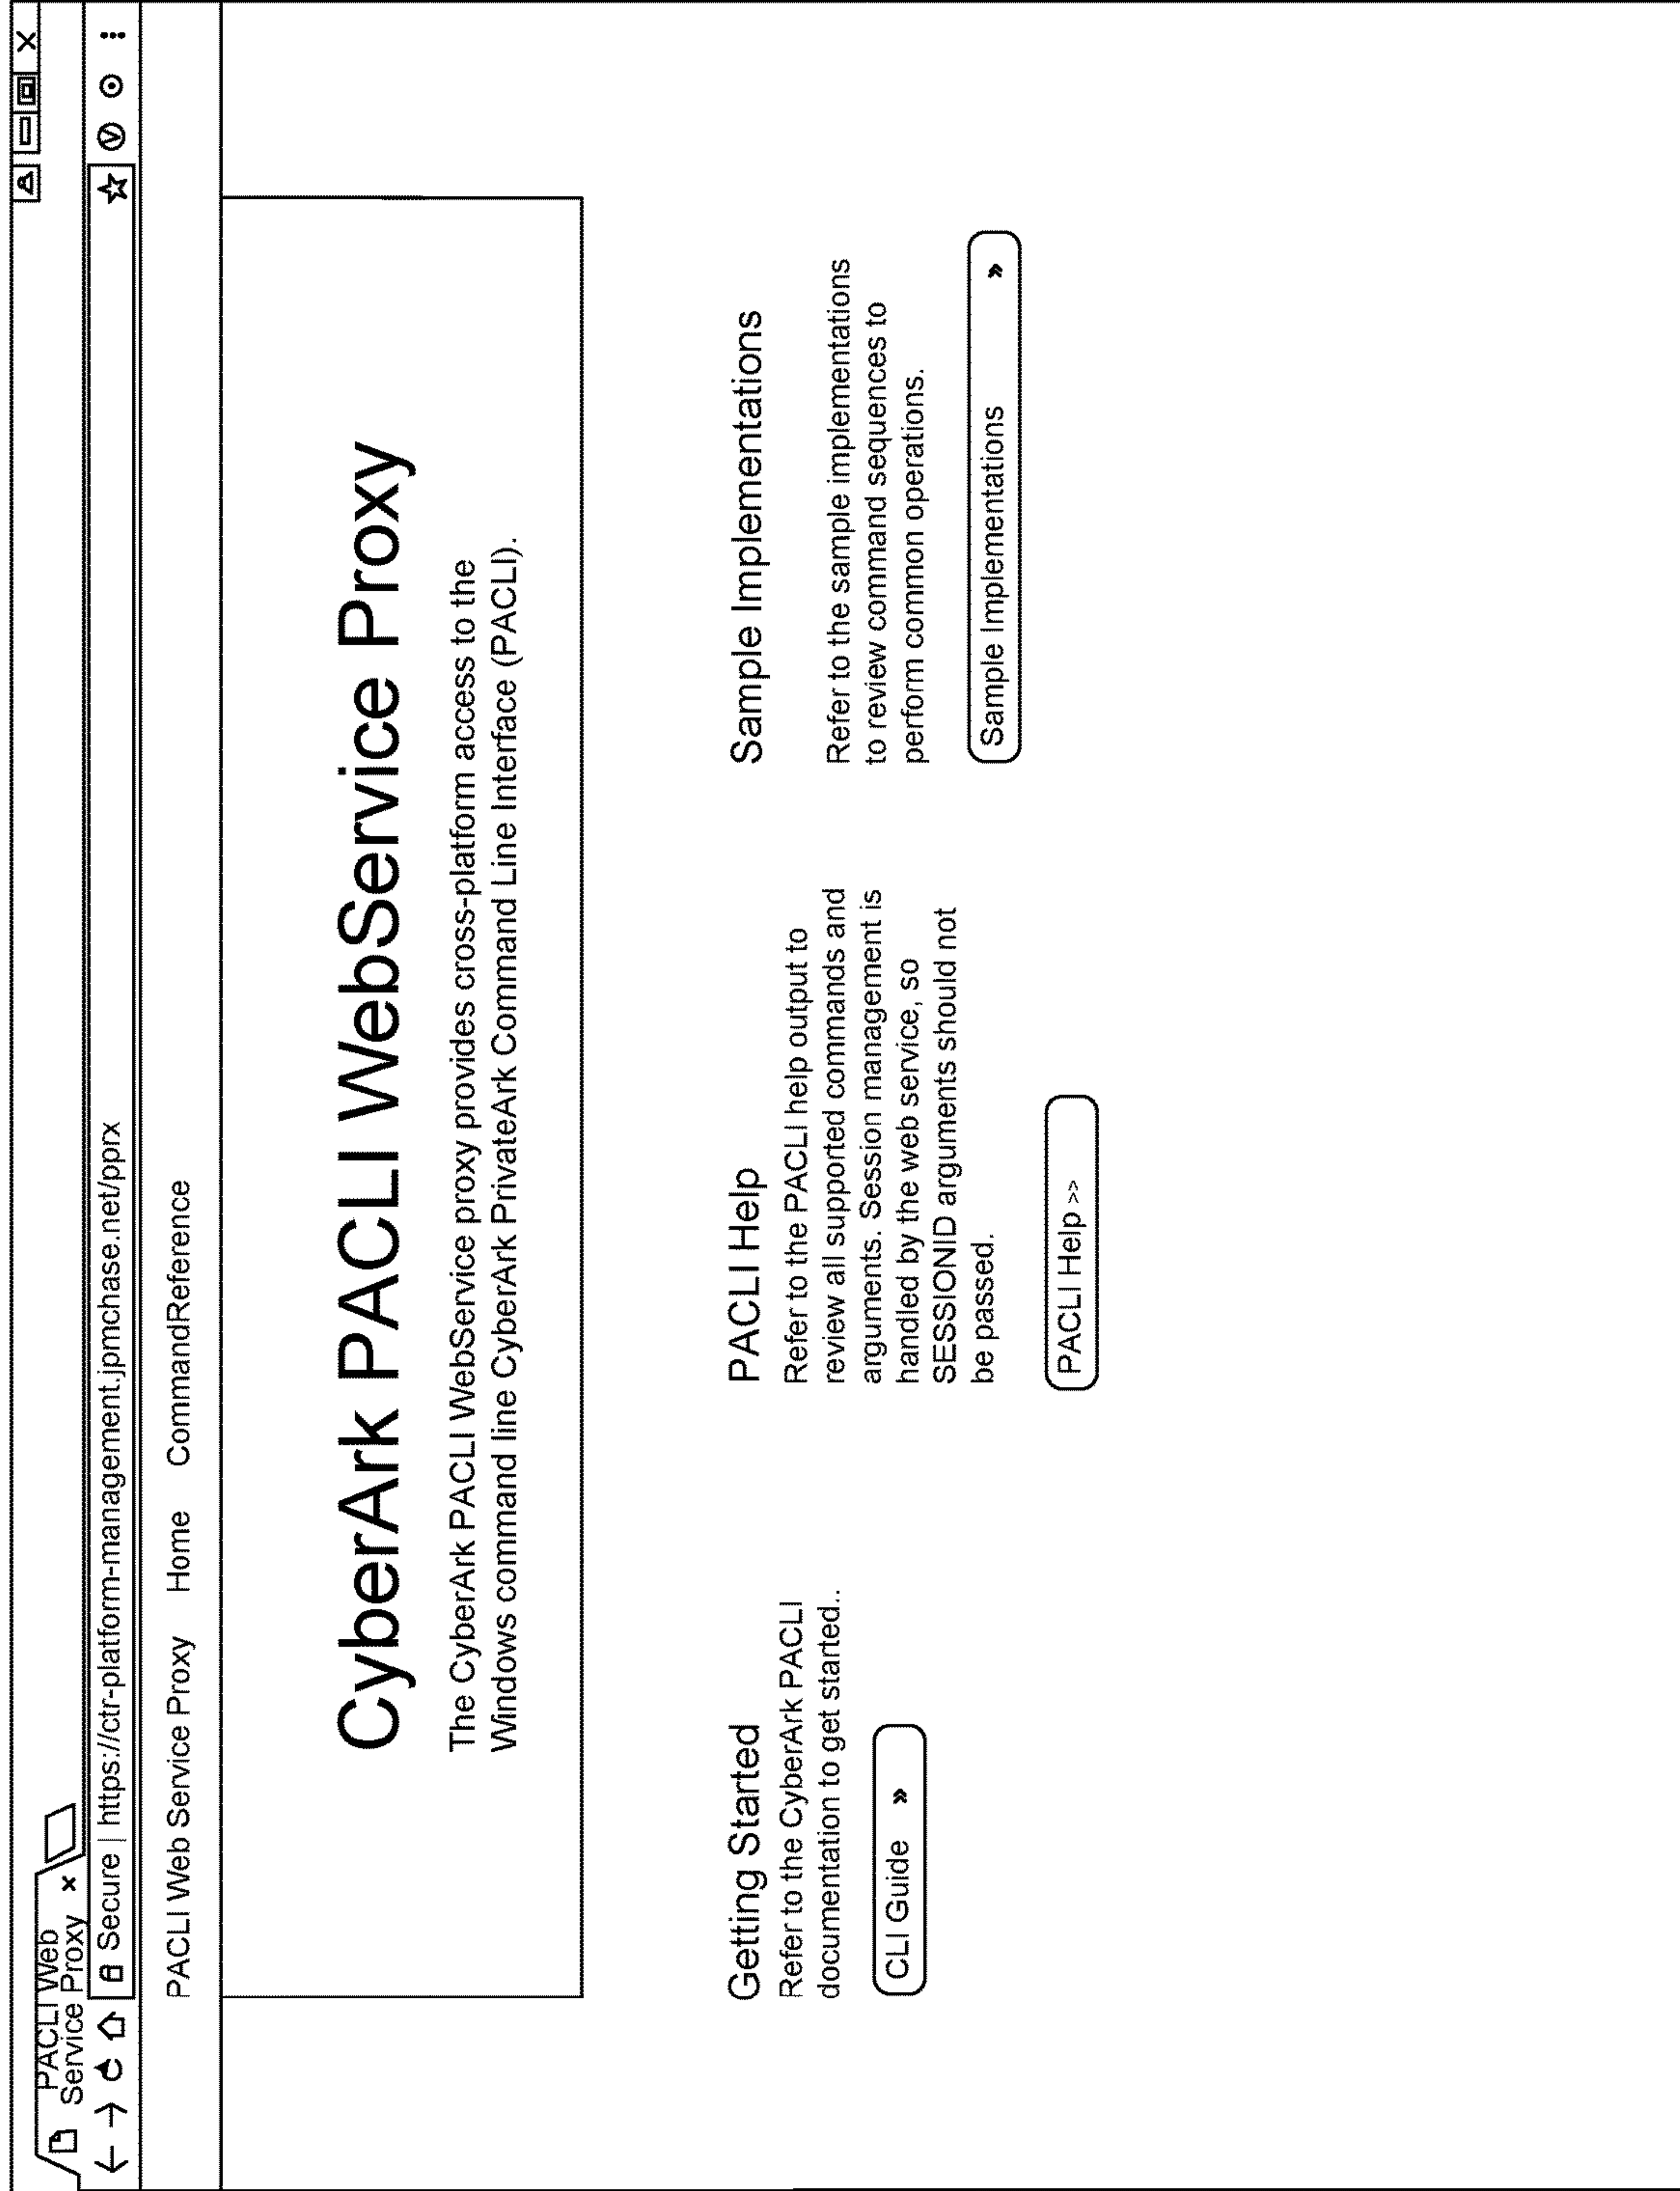 PACLI Web
Service Proxy
Secure | https://ctr-platform-management.jpmchase.net/pprx
PACLI Web Service Proxy Home CommandReference
CyberArk PACLI WebService Proxy
The CyberArk PACLI WebService proxy provides cross-platform access to the
Windows command line CyberArk PrivateArk Command Line Interface (PACLI).
Getting Started
Refer to the CyberArk PACLI
documentation to get started..
CLI Guide »
PACLI Help
Refer to the PACLI help output to
review all supported commands and
arguments. Session management is
handled by the web service, so
SESSIONID arguments should not
be passed.
PACLI Help >>
Sample Implementations
Refer to the sample implementations
to review command sequences to
perform common operations.
Sample Implementations »